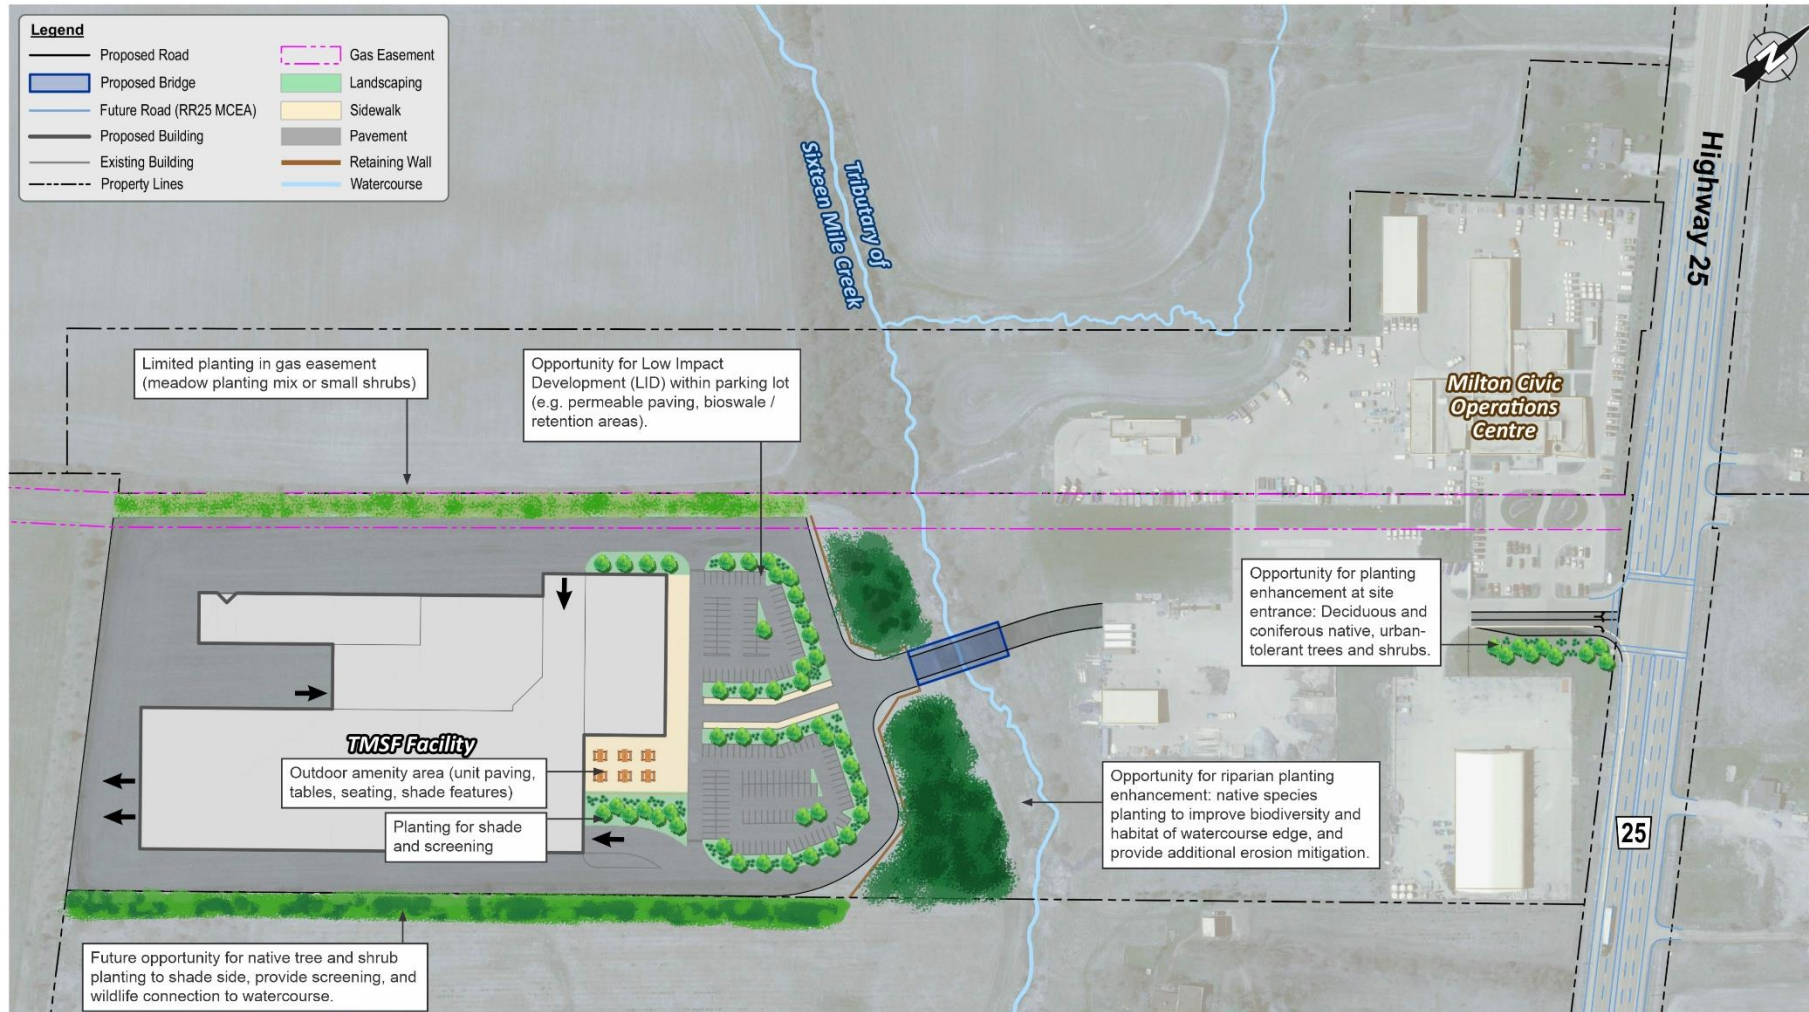 Legend
Proposed Road
Proposed Bridge
Future Road (RR25 MCEA)
Proposed Building
Existing Building
Property Lines
Gas Easement
Landscaping
Sidewalk
Pavement
Retaining Wall
Watercourse
N
Tributary of
Sixteen Mile Creek
Highway 25
Limited planting in gas easement
(meadow planting mix or small shrubs)
Opportunity for Low Impact
Development (LID) within parking lot
(e.g. permeable paving, bioswale /
retention areas).
Milton Civic
Operations
Centre
Opportunity for planting
enhancement at site
entrance: Deciduous and
coniferous native, urban-
tolerant trees and shrubs.
TMSF Facility
Outdoor amenity area (unit paving,
tables, seating, shade features)
Planting for shade
and screening
Opportunity for riparian planting
enhancement: native species
planting to improve biodiversity and
habitat of watercourse edge, and
provide additional erosion mitigation.
25
Future opportunity for native tree and shrub
planting to shade side, provide screening, and
wildlife connection to watercourse.